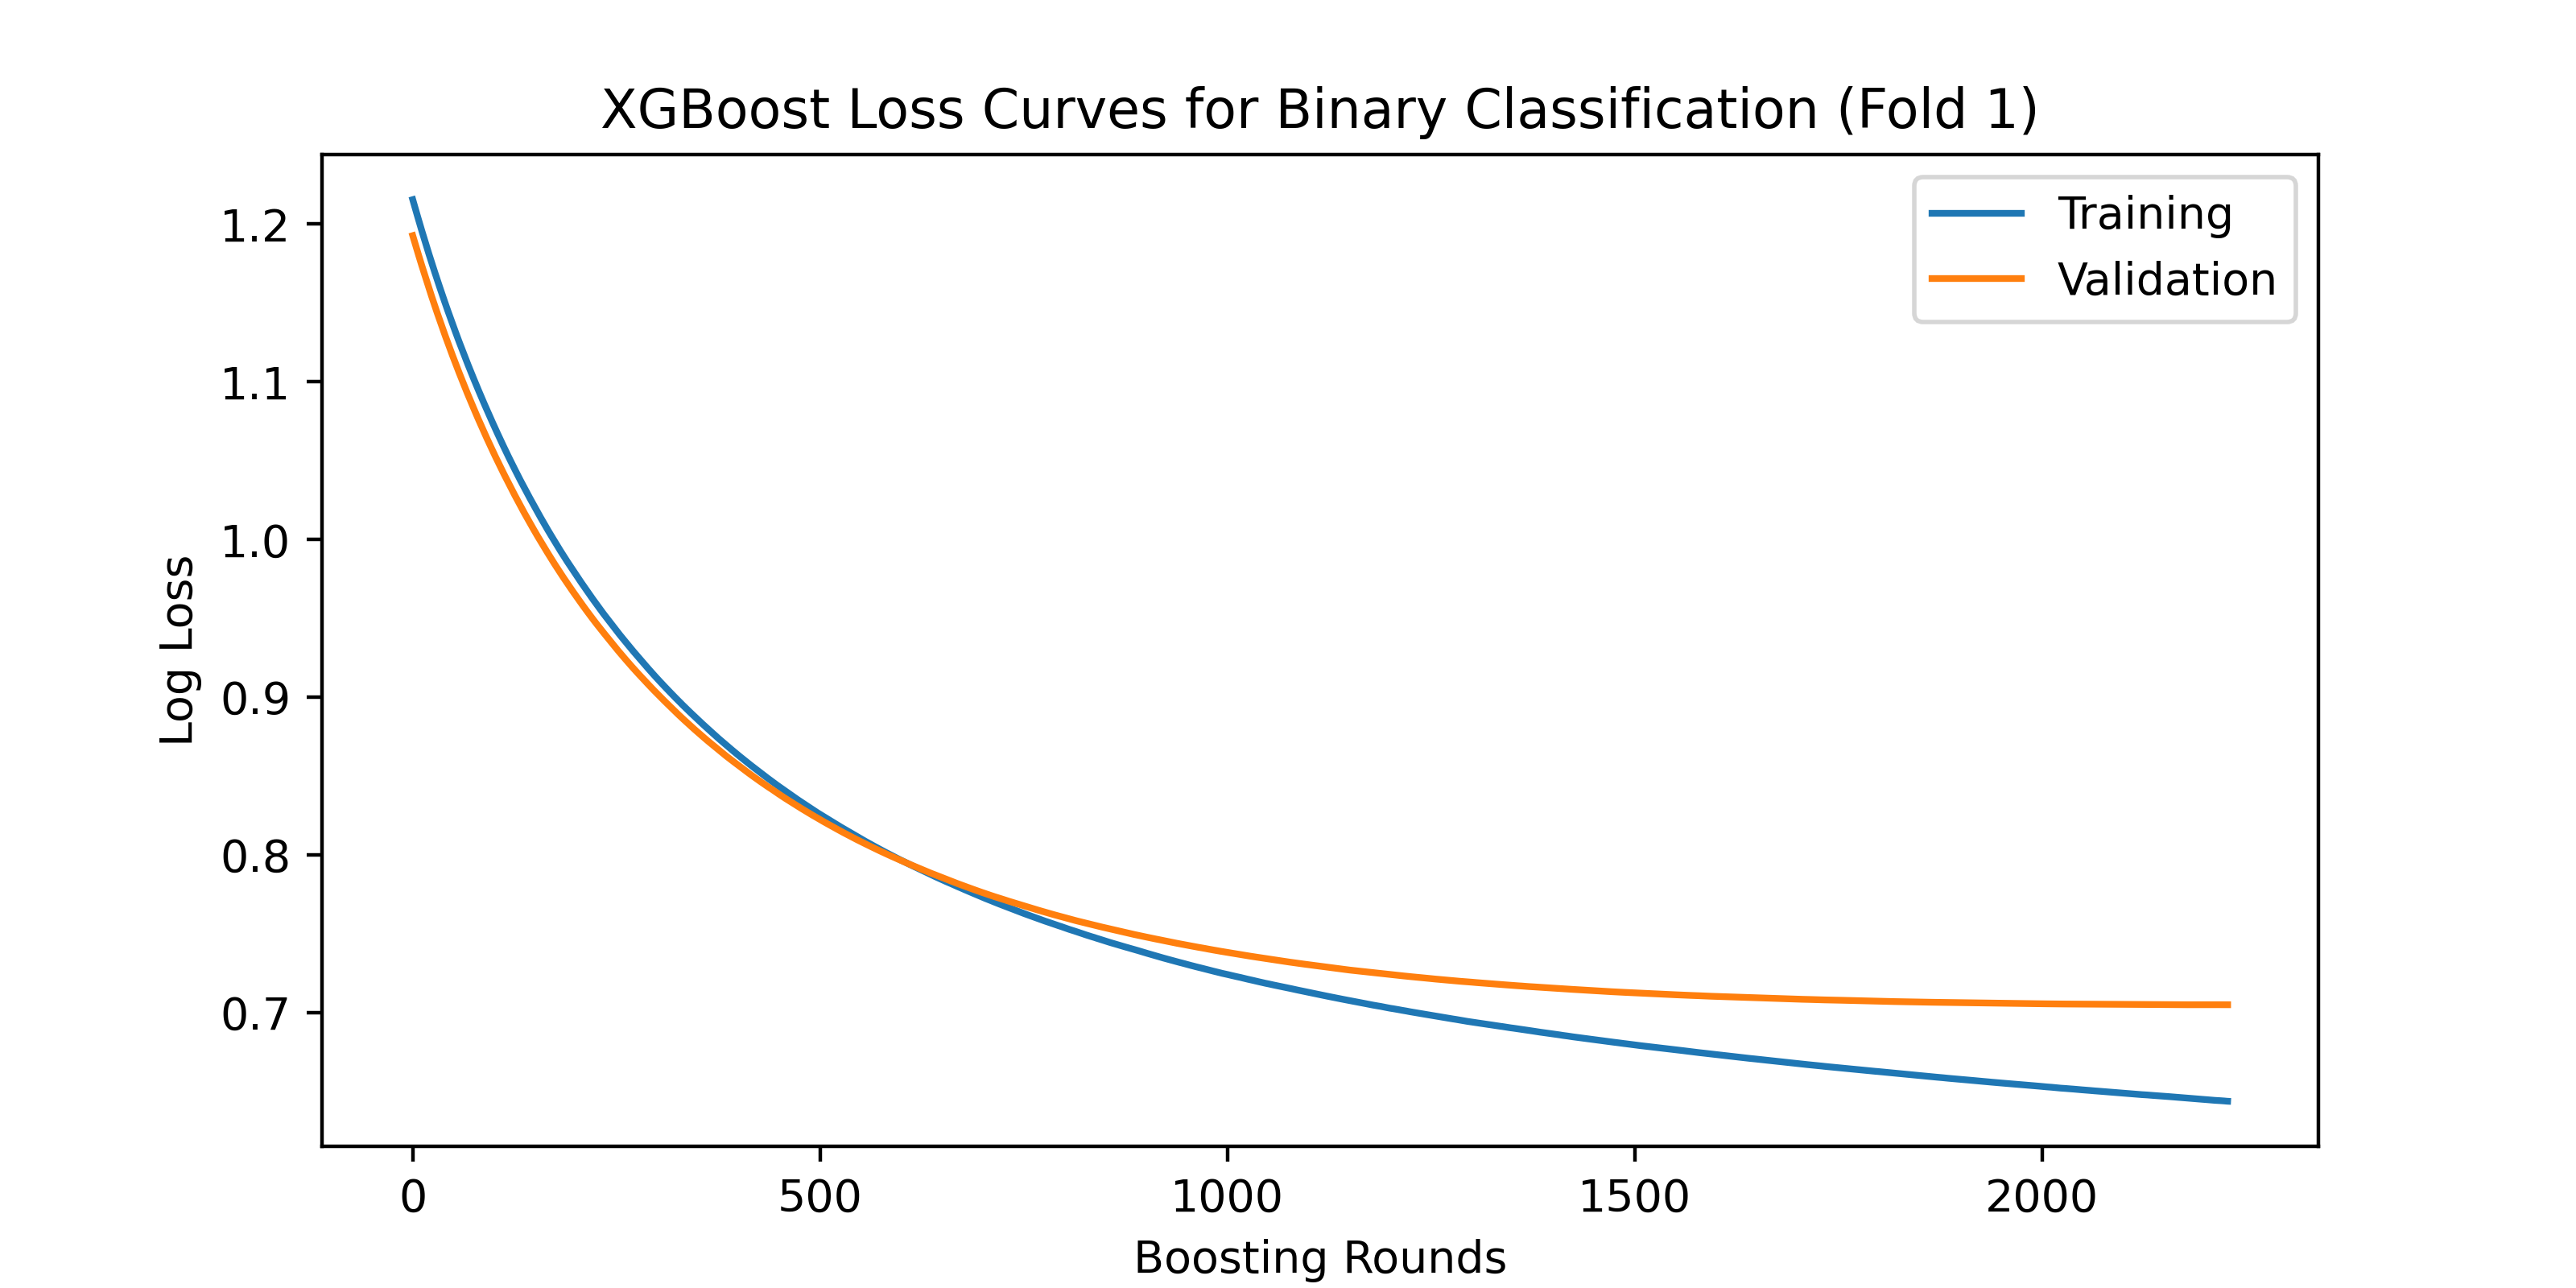 XGBoost Loss Curves for Binary Classification (Fold 1)
Training
Validation
1.2
1.1
1.0
0.9
0.8
0.7
Log Loss
0 500 1000 1500 2000
Boosting Rounds